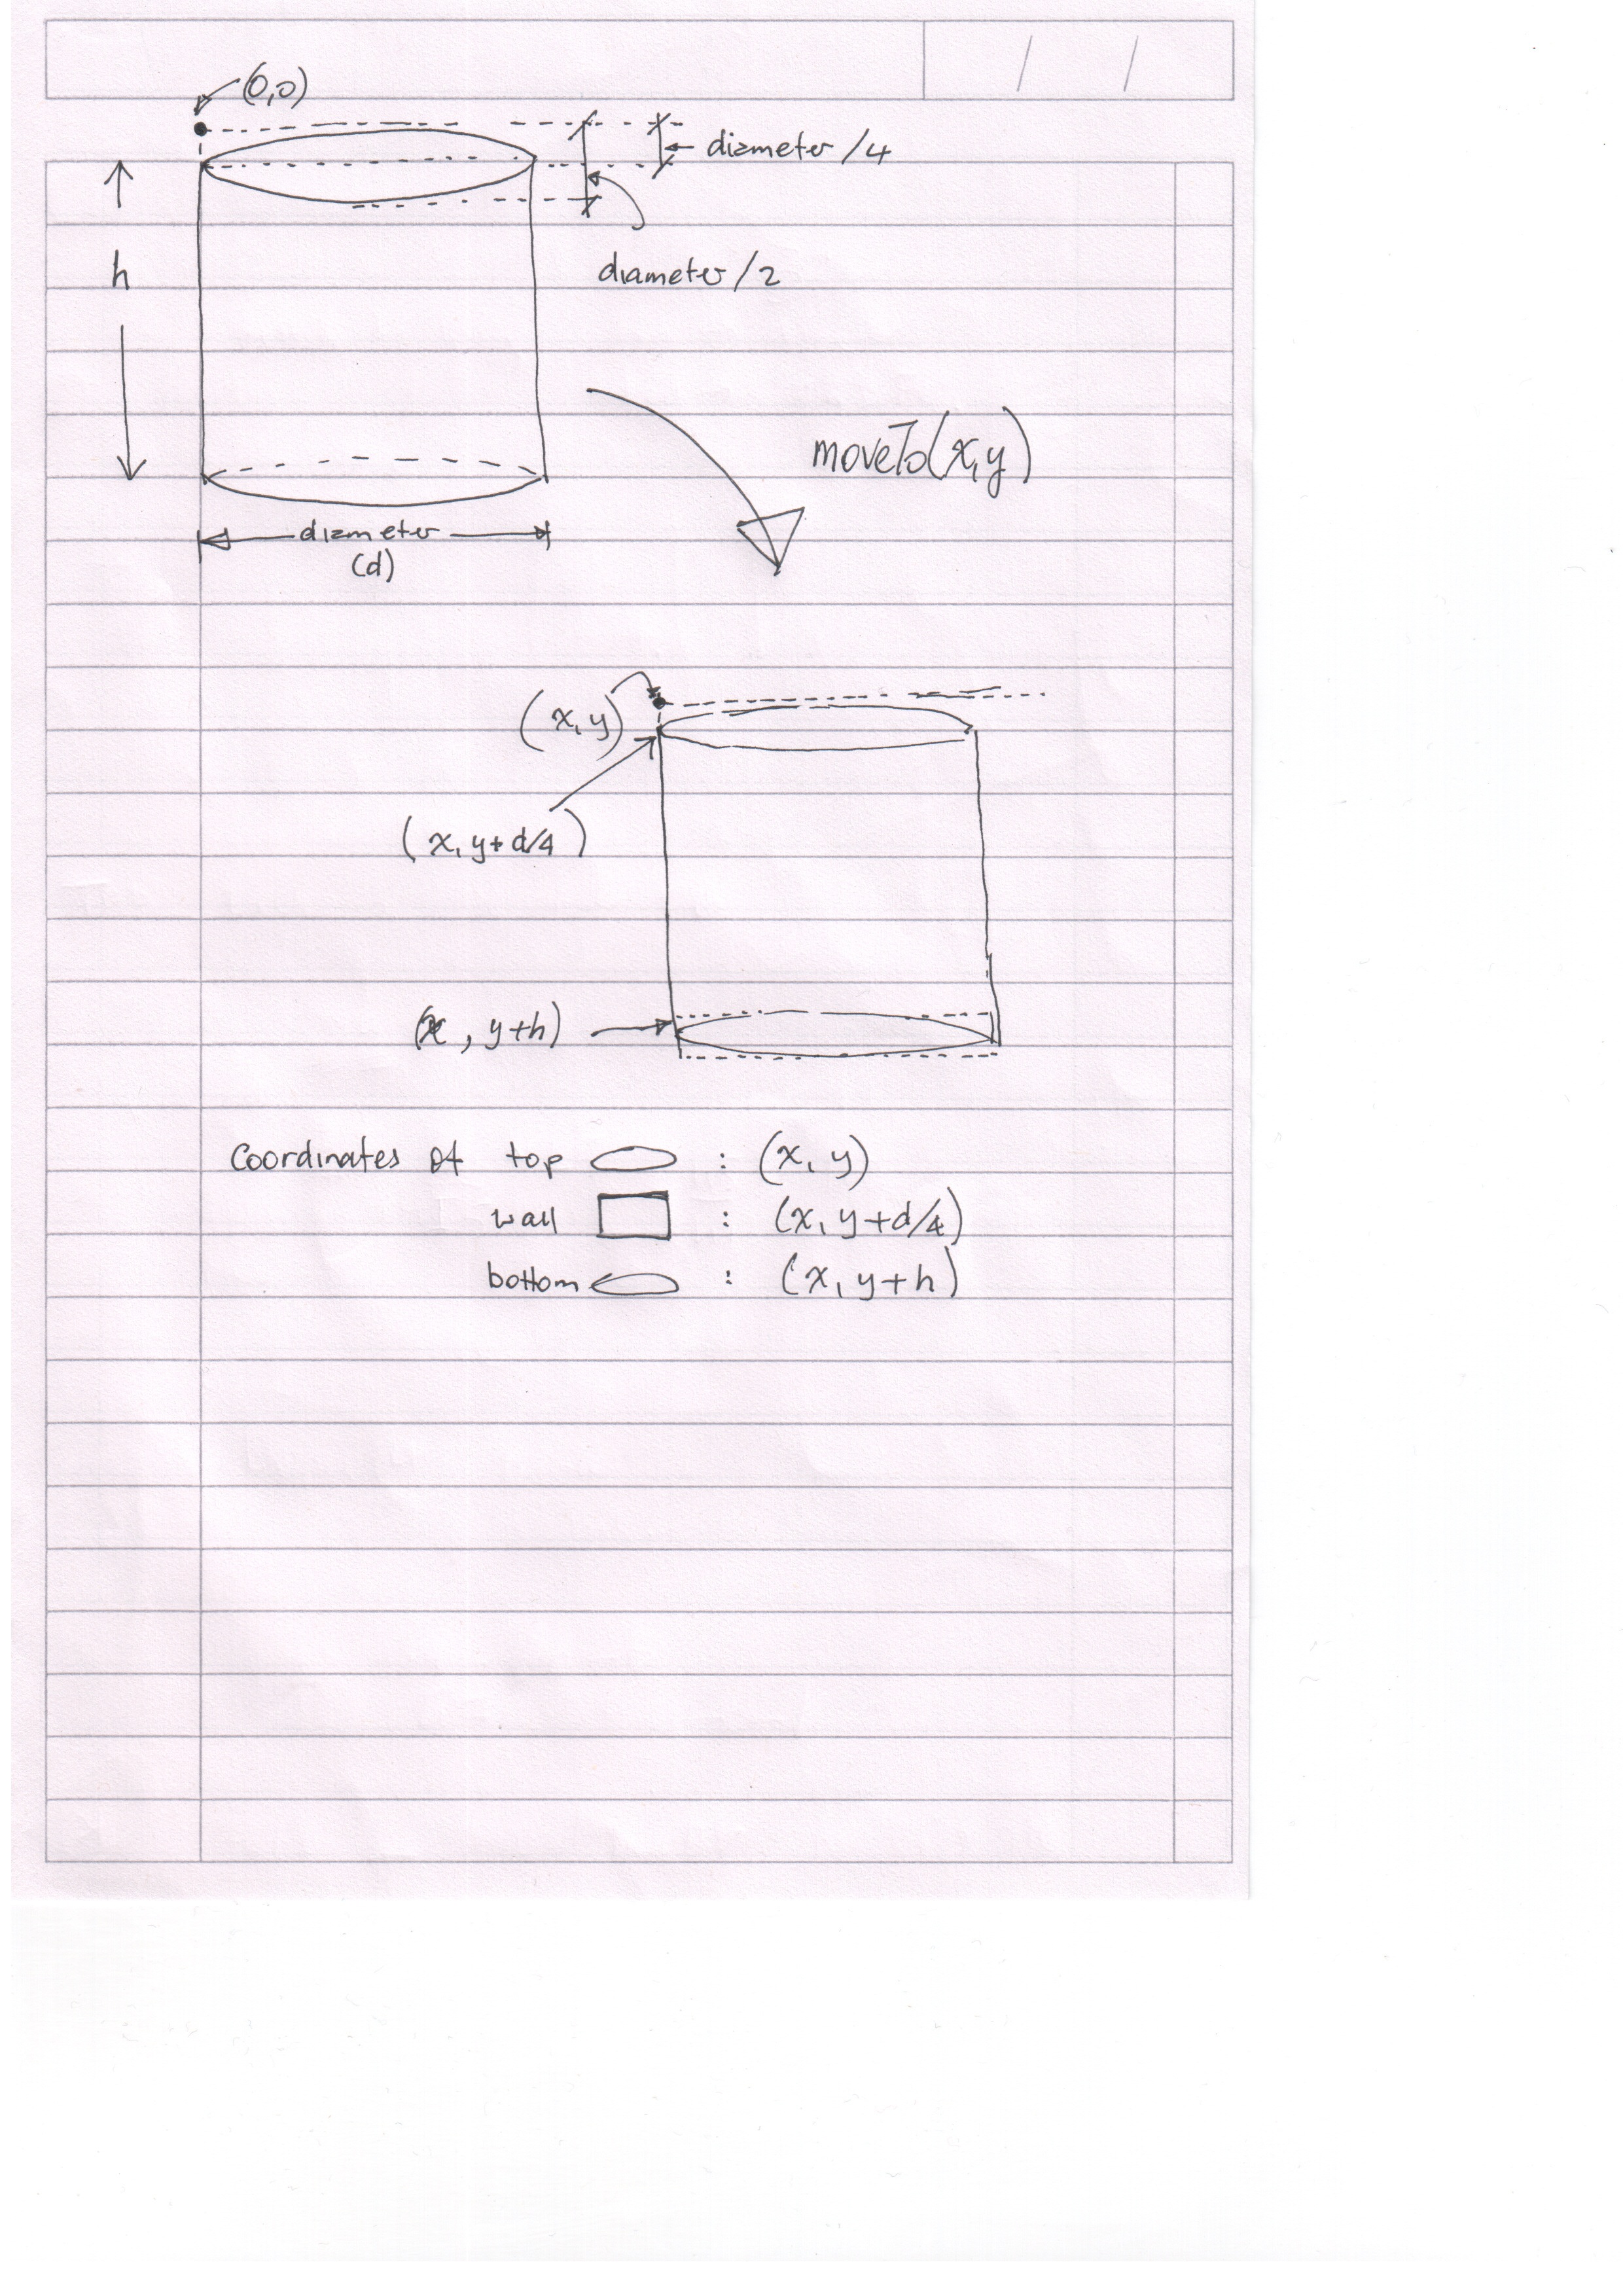 (0,0)
diameter /4
h
diameter /2
moveTo(x,y)
diameter
(d)
(x, y)
(x, y+d/4)
(x, y+h)
Coordinates of top : (x, y)
wall : (x, y+d/4)
bottom : (x, y+h)